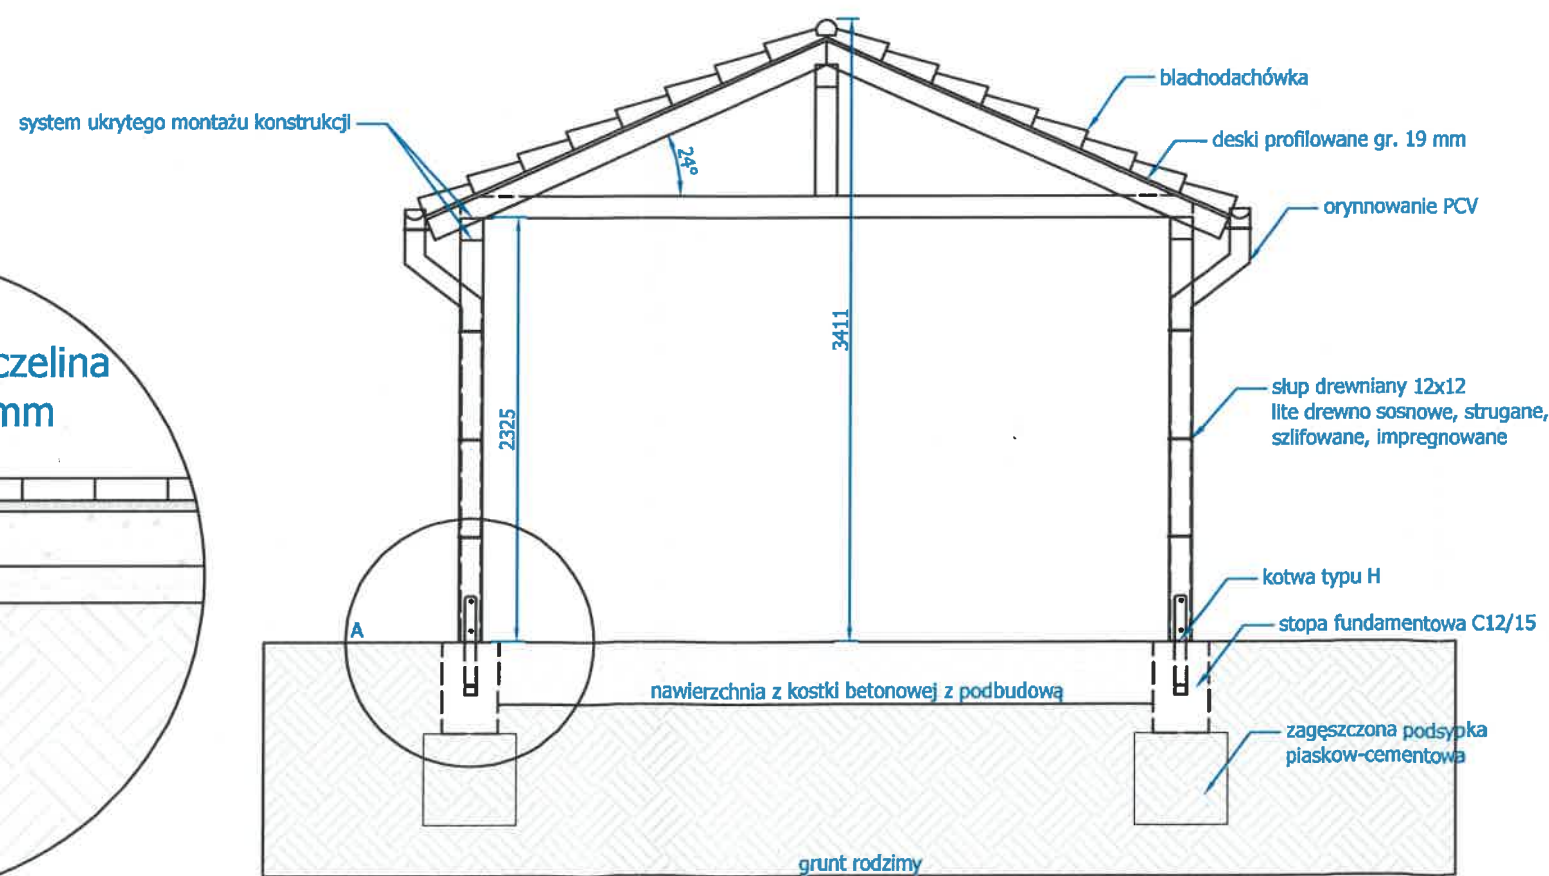 blachodachówka
system ukrytego montażu konstrukcji
deski profilowane gr. 19 mm
24°
orynnowanie PCV
3411
czelina
mm
2325
słup drewniany 12x12
lite drewno sosnowe, strugane,
szlifowane, impregnowane
kotwa typu H
A
stopa fundamentowa C12/15
nawierzchnia z kostki betonowej z podbudową
zagęszczona podsypka
piaskow-cementowa
grunt rodzimy